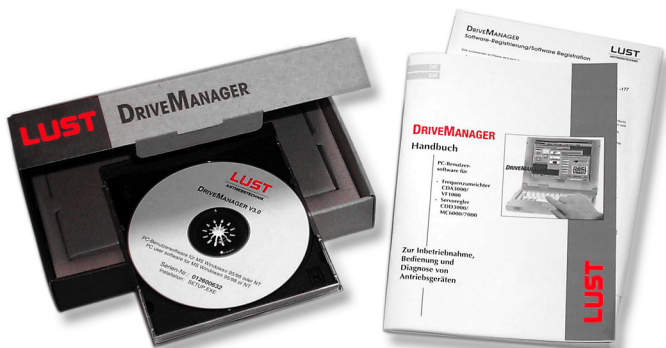 LUST DRIVEMANAGER
LUST
ANTRIEBSTECHNIK
DRIVEMANAGER V3.0
PC-Benutzersoftware für MS Windows® 95/98 oder NT
PC user software for MS Windows® 95/98 or NT
Serien-Nr.: 012600632
Installation: SETUP.EXE
DRIVEMANAGER
Software-Registrierung/Software Registration
LUST
DE
EN
DRIVEMANAGER
Handbuch
PC-Benutzer-
software für
- Frequenzumrichter
CDA3000/
VF1000
- Servoregler
CDD3000/
MC6000/7000
Zur Inbetriebnahme,
Bedienung und
Diagnose von
Antriebsgeräten
LUST